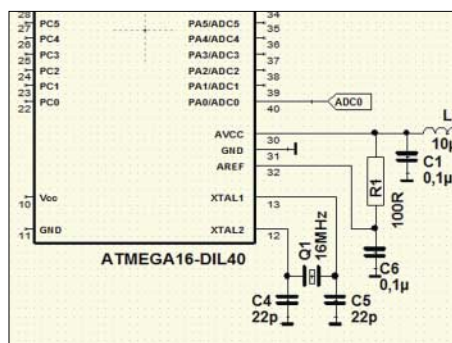 28 PC5 PA5/ADC5 34
27 PC4 PA4/ADC4 35
26 PC3 PA3/ADC3 36
25 PC2 PA2/ADC2 37
24 PC1 PA1/ADC1 38
23 PC0 PA0/ADC0 39
22 40 ADC0
AVCC 30
GND 31
AREF 32
L
10µ
C1
0,1µ
R1
100R
10 Vcc XTAL1 13
11 GND XTAL2 12
ATMEGA16-DIL40
Q1
16MHz
C6
0,1µ
C4
22p
C5
22p